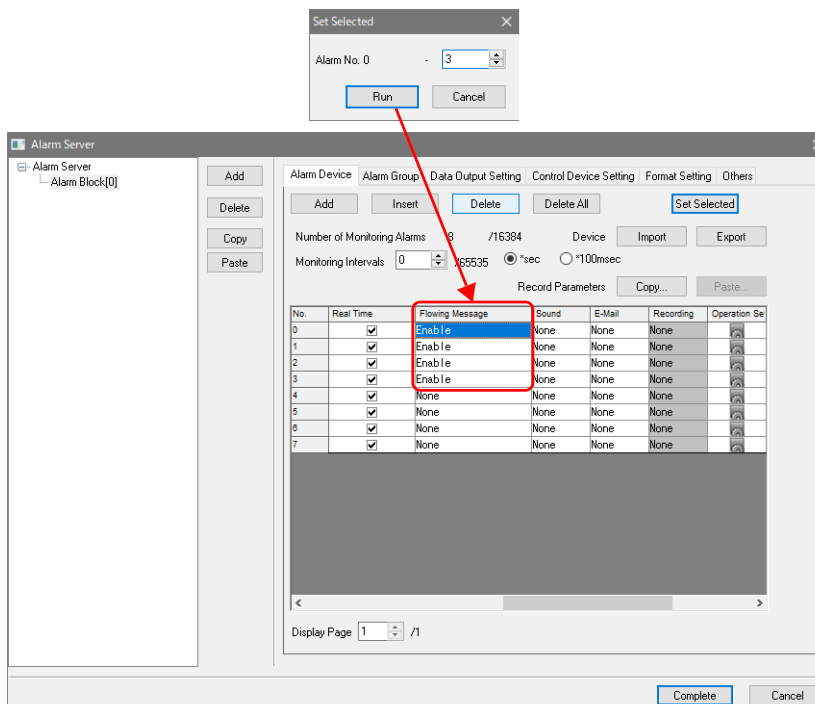 Set Selected
Alarm No. 0 - 3
Run Cancel
Alarm Server
Alarm Server
Alarm Block[0]
Add
Delete
Copy
Paste
Alarm Device Alarm Group Data Output Setting Control Device Setting Format Setting Others
Add Insert Delete Delete All Set Selected
Number of Monitoring Alarms 8 /16384 Device Import Export
Monitoring Intervals 0 /65535 *sec *100msec
Record Parameters Copy... Paste...
No. Real Time Flowing Message Sound E-Mail Recording Operation Se
0 Enable None None None
1 Enable None None None
2 Enable None None None
3 Enable None None None
4 None None None None
5 None None None None
6 None None None None
7 None None None None
Display Page 1 /1
Complete Cancel